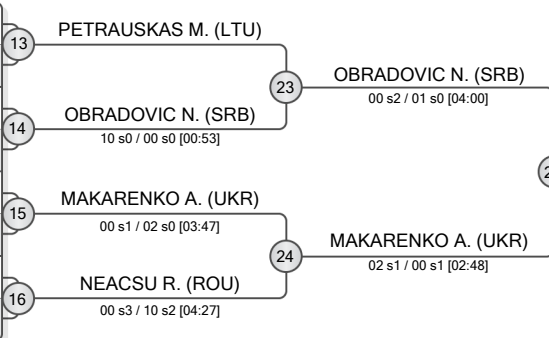 13
PETRAUSKAS M. (LTU)
23
OBRADOVIC N. (SRB)
00 s2 / 01 s0 [04:00]
14
OBRADOVIC N. (SRB)
10 s0 / 00 s0 [00:53]
15
MAKARENKO A. (UKR)
00 s1 / 02 s0 [03:47]
24
MAKARENKO A. (UKR)
02 s1 / 00 s1 [02:48]
16
NEACSU R. (ROU)
00 s3 / 10 s2 [04:27]